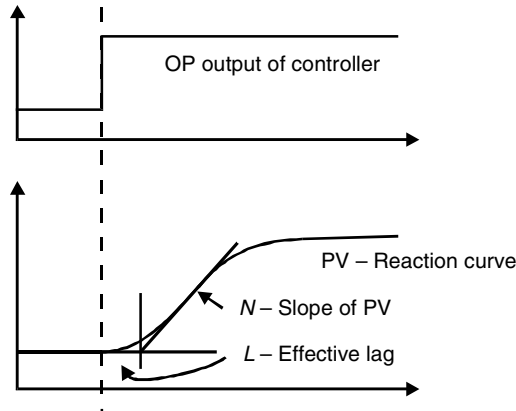 OP output of controller
PV – Reaction curve
N – Slope of PV
L – Effective lag